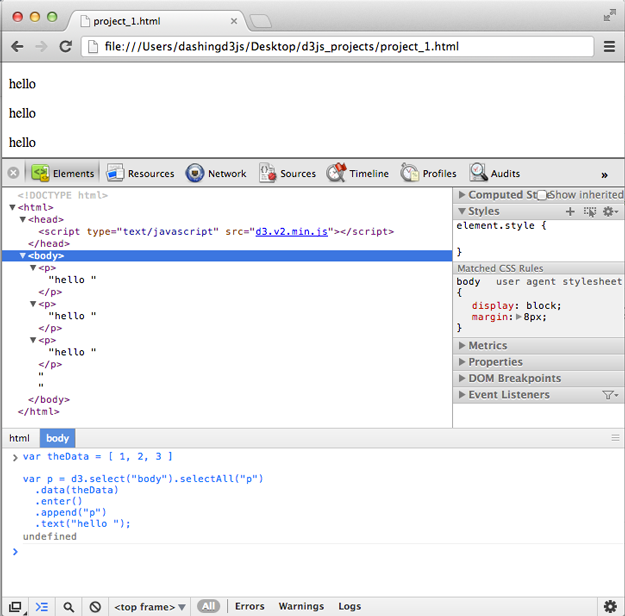 project_1.html
file:///Users/dashingd3js/Desktop/d3js_projects/project_1.html
hello
hello
hello
Elements Resources Network Sources Timeline Profiles Audits »
<!DOCTYPE html>
<html>
<head>
<script type="text/javascript" src="d3.v2.min.js"></script>
</head>
<body>
<p>
"hello "
</p>
<p>
"hello "
</p>
<p>
"hello "
</p>
"
"
</body>
</html>
Computed Sty Show inherited
Styles
element.style {
}
Matched CSS Rules
body user agent stylesheet
{
display: block;
margin: 8px;
}
Metrics
Properties
DOM Breakpoints
Event Listeners
html body
> var theData = [ 1, 2, 3 ]
var p = d3.select("body").selectAll("p")
.data(theData)
.enter()
.append("p")
.text("hello ");
undefined
>
<top frame> All Errors Warnings Logs